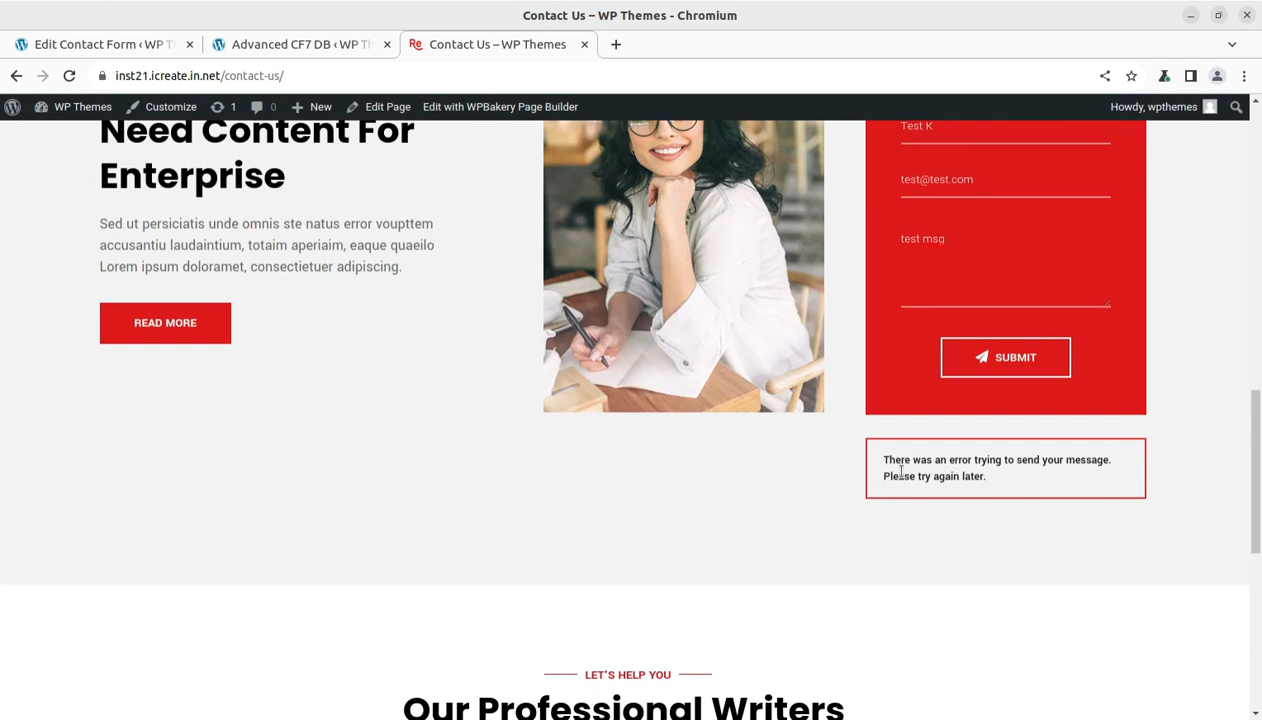 Contact Us – WP Themes - Chromium
Edit Contact Form ‹ WP T
Advanced CF7 DB ‹ WP Th
Contact Us – WP Themes
inst21.icreate.in.net/contact-us/
WP Themes
Customize
1
0
New
Edit Page
Edit with WPBakery Page Builder
Howdy, wpthemes
Need Content For
Enterprise
Sed ut persiciatis unde omnis ste natus error voupttem
accusantiu laudaintium, totaim aperiaim, eaque quaeilo
Lorem ipsum doloramet, consectietuer adipiscing.
READ MORE
Test K
test@test.com
test msg
SUBMIT
There was an error trying to send your message.
Please try again later.
LET'S HELP YOU
Our Professional Writers